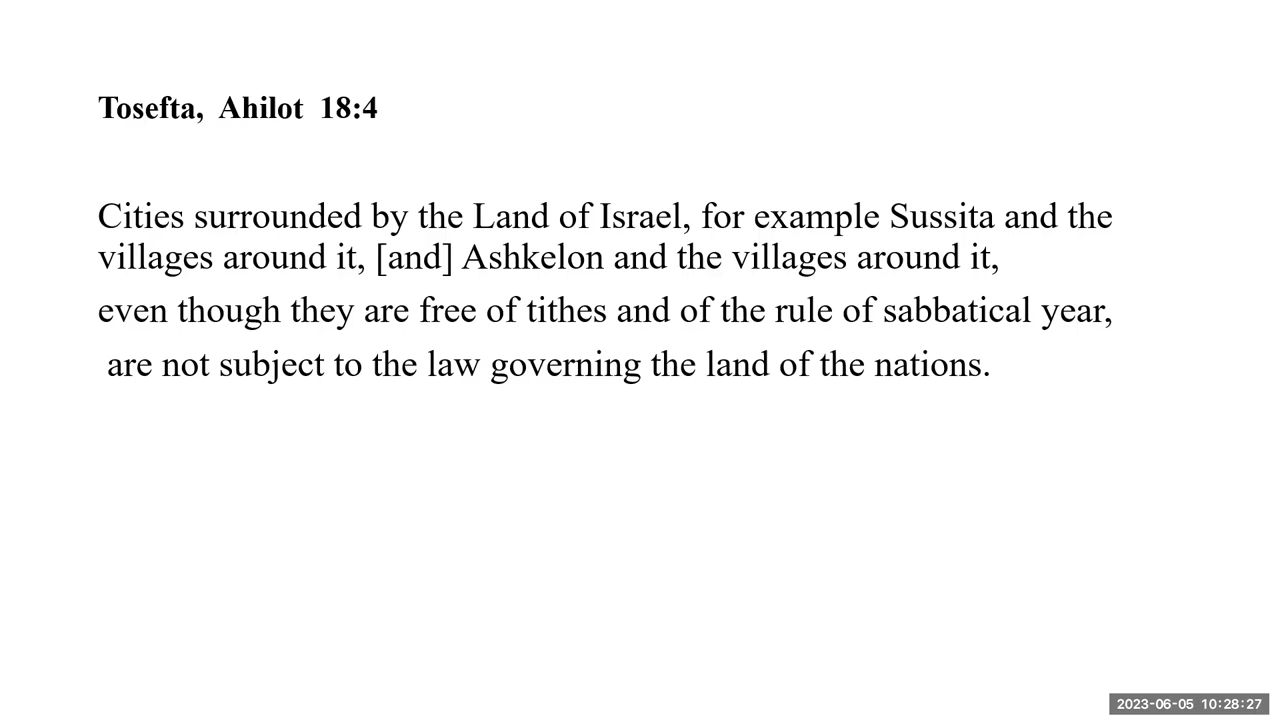 Tosefta, Ahilot 18:4
Cities surrounded by the Land of Israel, for example Sussita and the
villages around it, [and] Ashkelon and the villages around it,
even though they are free of tithes and of the rule of sabbatical year,
are not subject to the law governing the land of the nations.
2023-06-05 10:28:27